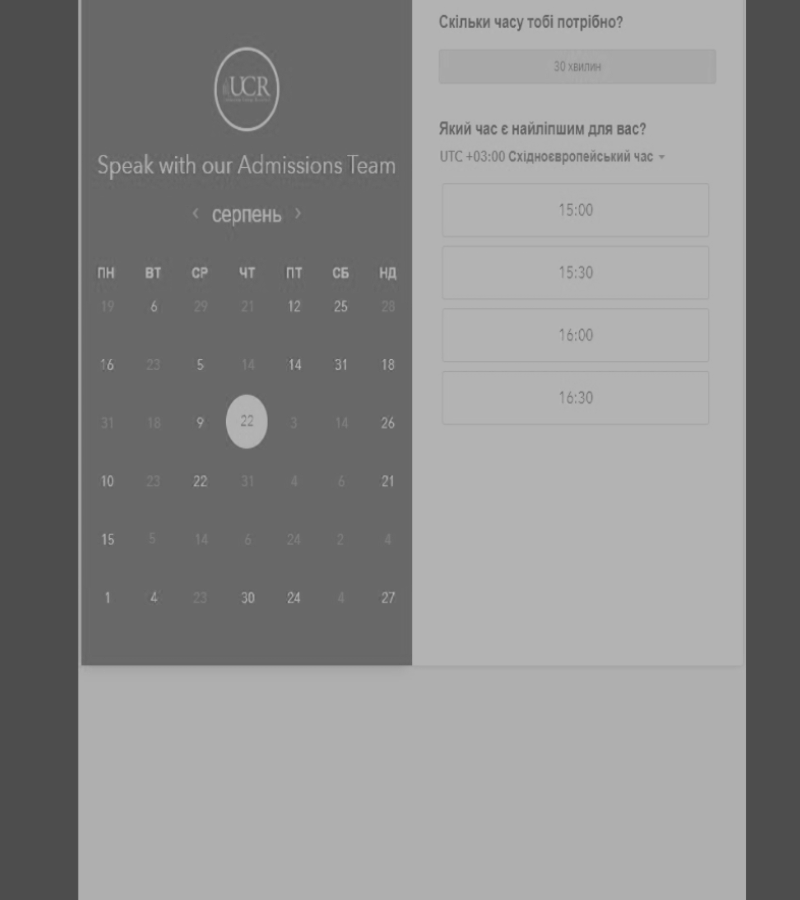 UCR
Speak with our Admissions Team
‹ серпень ›
ПН ВТ СР ЧТ ПТ СБ НД
19 6 29 21 12 25 28
16 23 5 14 14 31 18
31 18 9 22 3 14 26
10 23 22 31 4 6 21
15 5 14 6 24 2 4
1 4 23 30 24 4 27
Скільки часу тобі потрібно?
30 хвилин
Який час є найліпшим для вас?
UTC +03:00 Східноєвропейський час
15:00
15:30
16:00
16:30